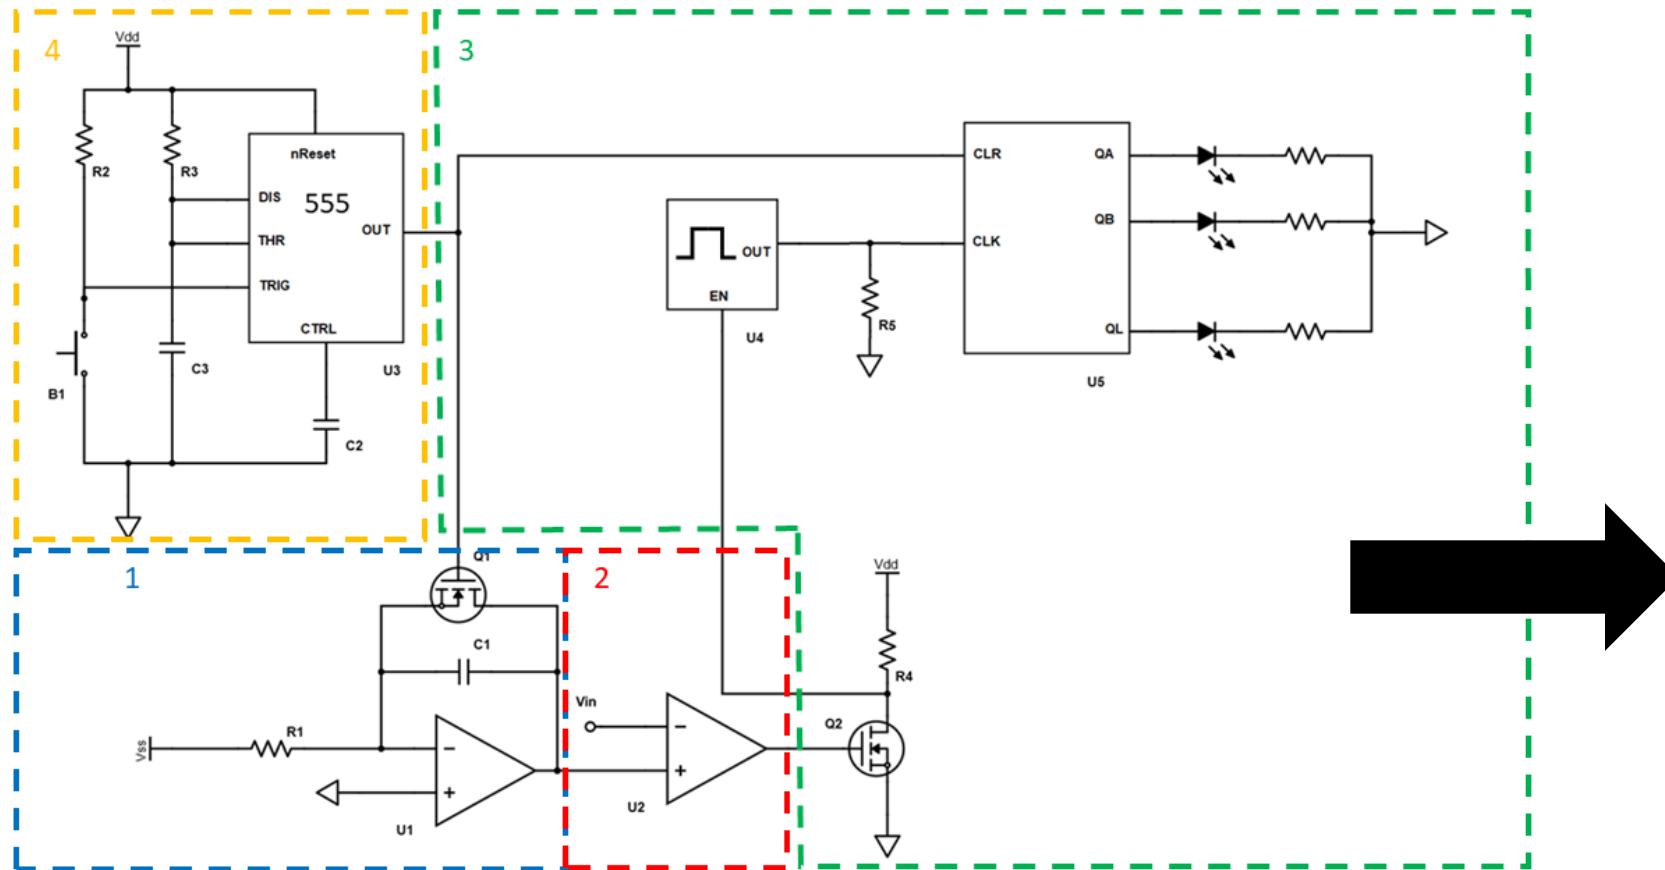 4
Vdd
R2
R3
nReset
555
DIS
THR
TRIG
OUT
CTRL
U3
C3
B1
C2
3
CLR
CLK
QA
QB
QL
U5
OUT
EN
U4
R5
1
Q1
C1
R1
Vss
U1
2
Vin
U2
Vdd
R4
Q2